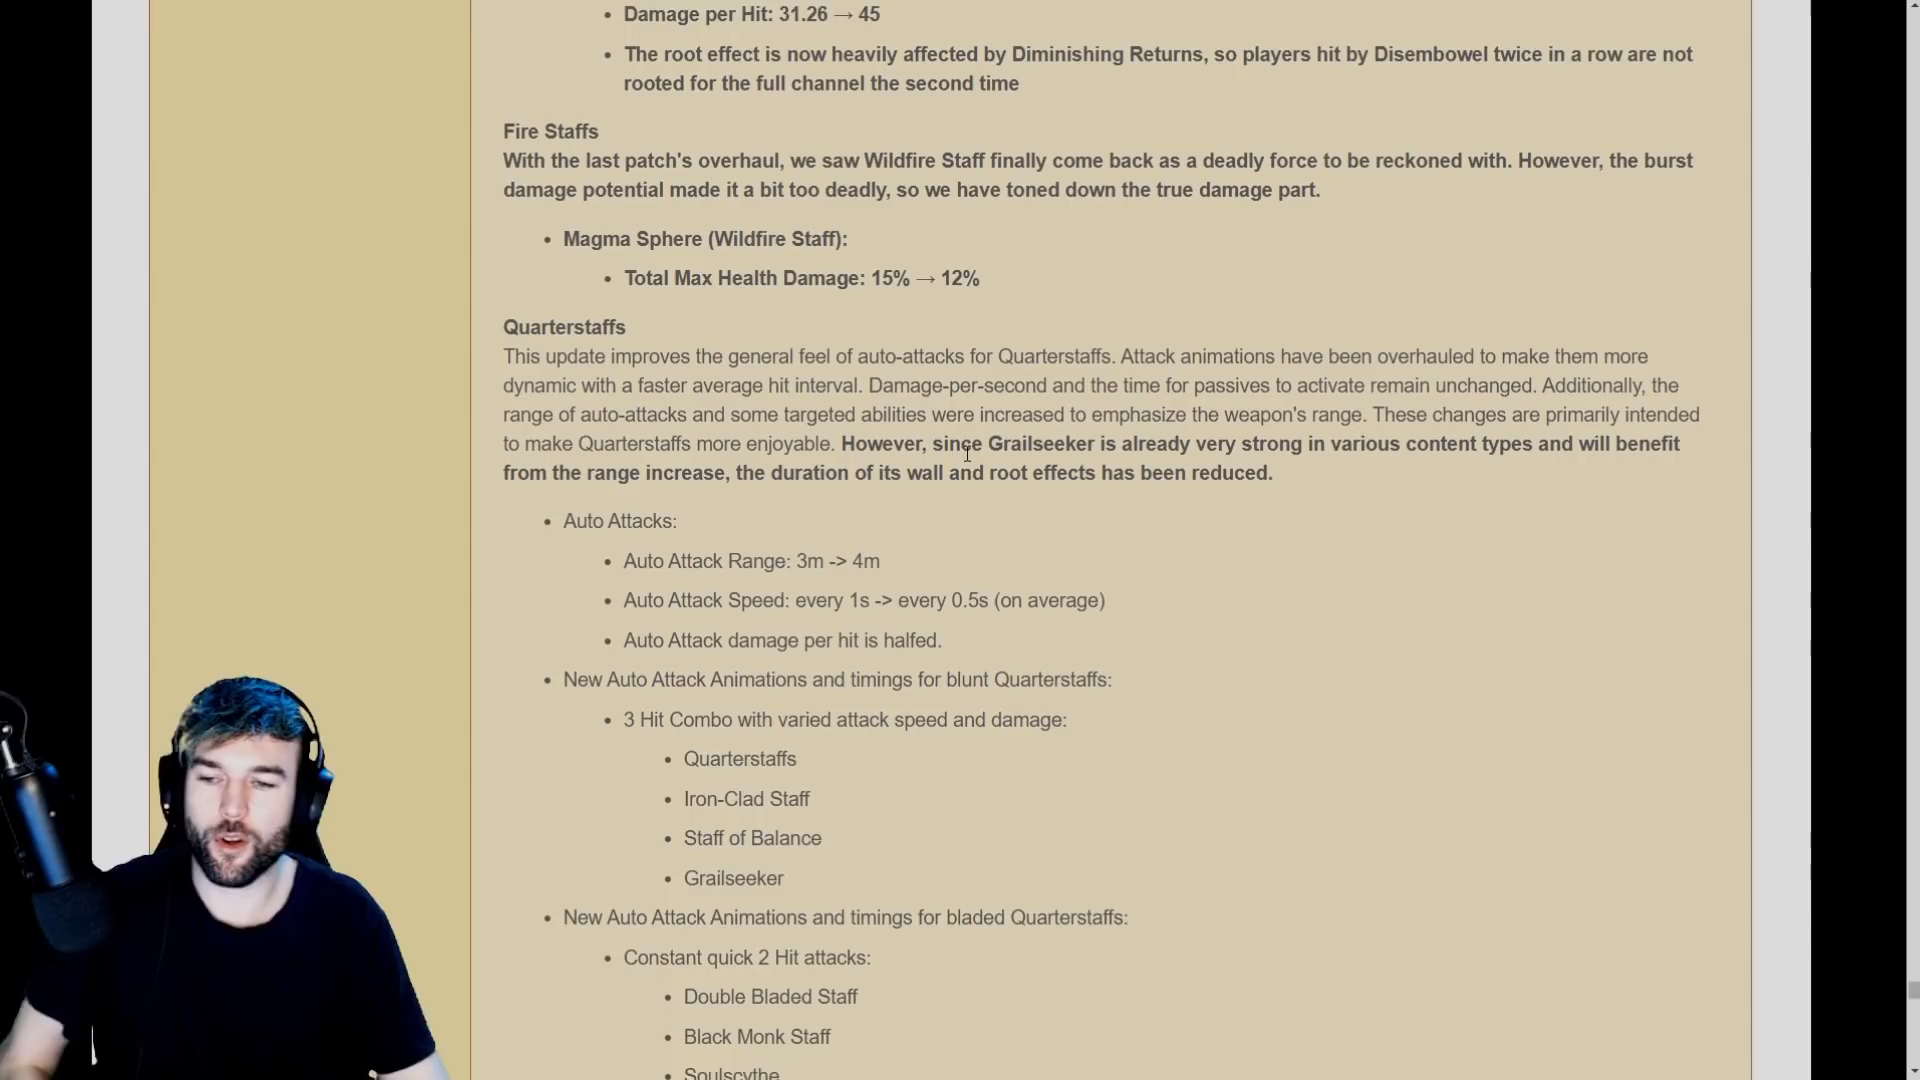 Damage per Hit: 31.26 → 45
The root effect is now heavily affected by Diminishing Returns, so players hit by Disembowel twice in a row are not
rooted for the full channel the second time
Fire Staffs
With the last patch's overhaul, we saw Wildfire Staff finally come back as a deadly force to be reckoned with. However, the burst
damage potential made it a bit too deadly, so we have toned down the true damage part.
Magma Sphere (Wildfire Staff):
Total Max Health Damage: 15% → 12%
Quarterstaffs
This update improves the general feel of auto-attacks for Quarterstaffs. Attack animations have been overhauled to make them more
dynamic with a faster average hit interval. Damage-per-second and the time for passives to activate remain unchanged. Additionally, the
range of auto-attacks and some targeted abilities were increased to emphasize the weapon's range. These changes are primarily intended
to make Quarterstaffs more enjoyable. However, since Grailseeker is already very strong in various content types and will benefit
from the range increase, the duration of its wall and root effects has been reduced.
Auto Attacks:
Auto Attack Range: 3m -> 4m
Auto Attack Speed: every 1s -> every 0.5s (on average)
Auto Attack damage per hit is halfed.
New Auto Attack Animations and timings for blunt Quarterstaffs:
3 Hit Combo with varied attack speed and damage:
Quarterstaffs
Iron-Clad Staff
Staff of Balance
Grailseeker
New Auto Attack Animations and timings for bladed Quarterstaffs:
Constant quick 2 Hit attacks:
Double Bladed Staff
Black Monk Staff
Soulscythe